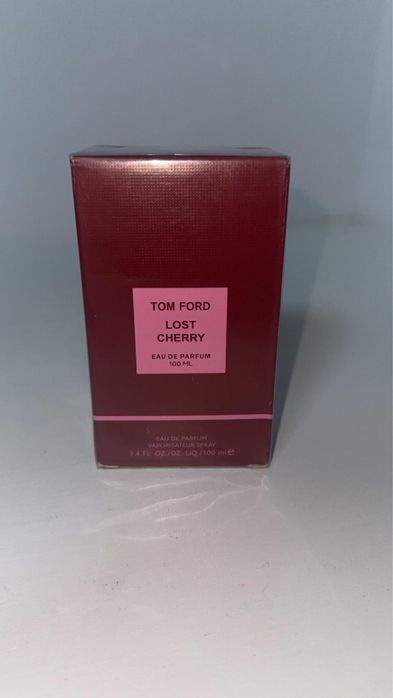 TOM FORD
LOST
CHERRY
EAU DE PARFUM
100 ML
EAU DE PARFUM
VAPORISATEUR SPRAY
3.4 FL. OZ./OZ. LIQ./100 ml e